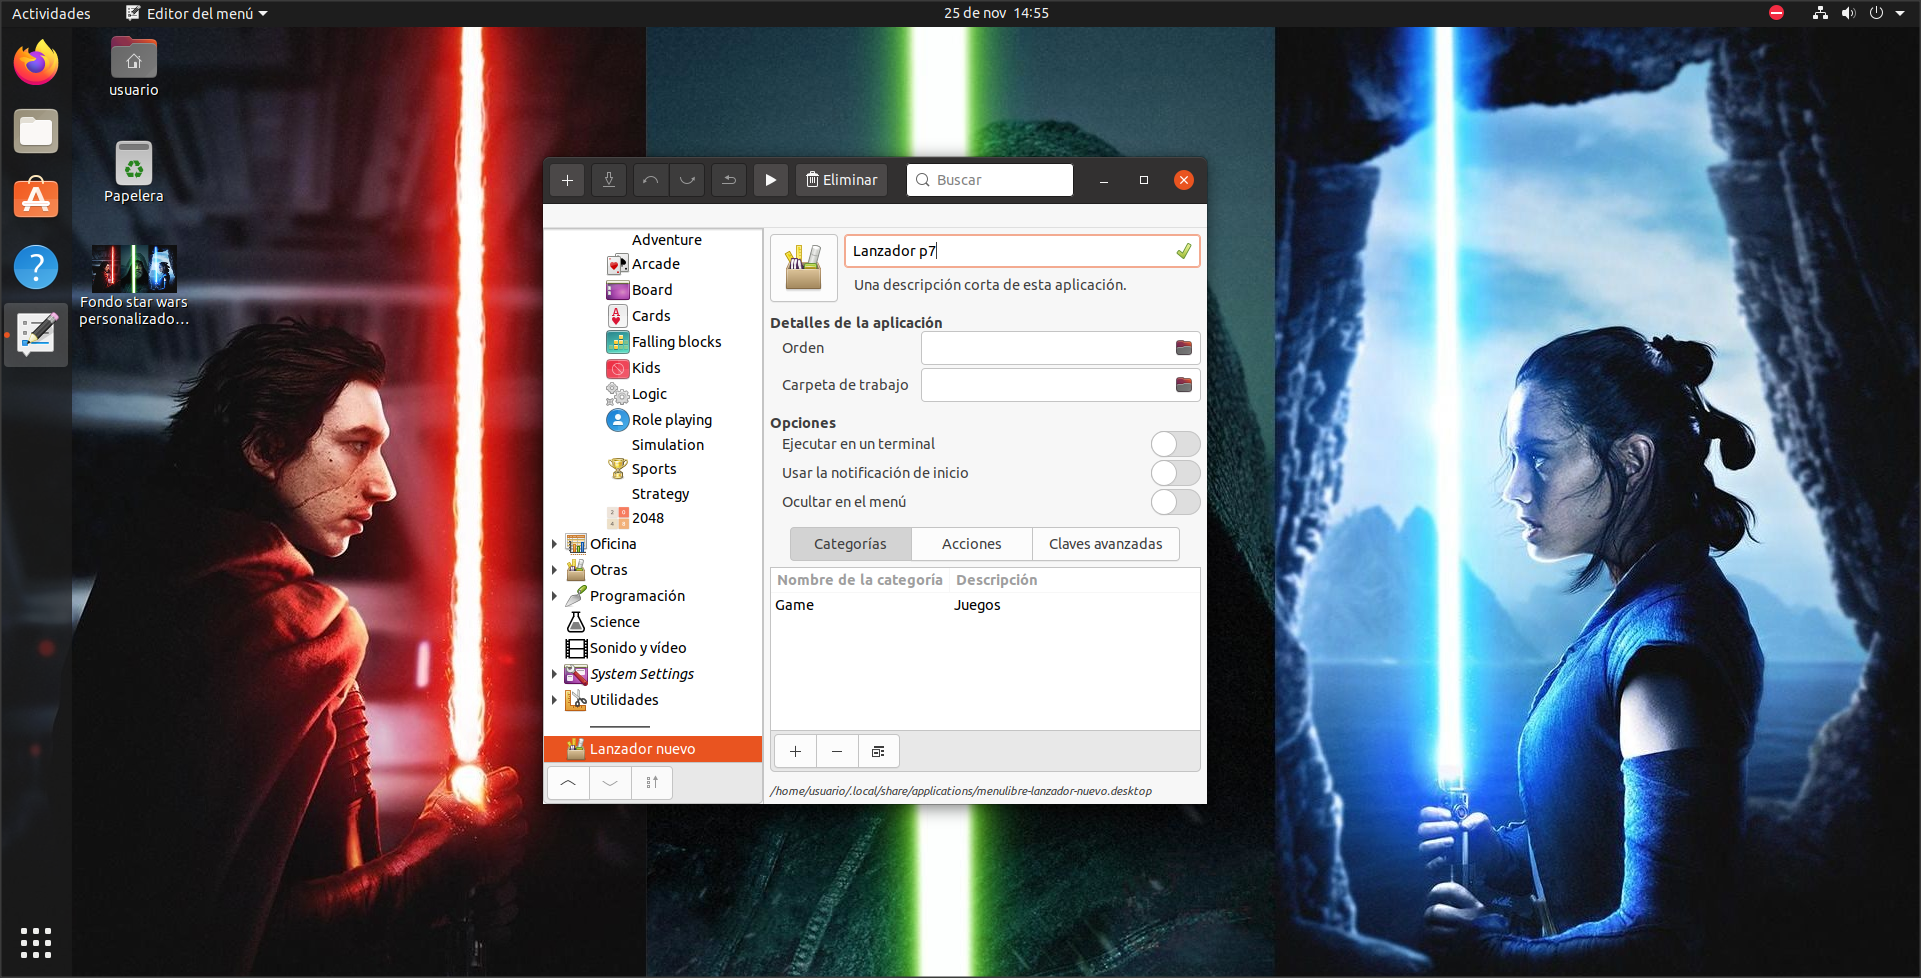 Actividades
Editor del menú
25 de nov 14:55
usuario
Papelera
Fondo star wars
personalizado...
Eliminar
Buscar
Adventure
Arcade
Board
Cards
Falling blocks
Kids
Logic
Role playing
Simulation
Sports
Strategy
2048
Oficina
Otras
Programación
Science
Sonido y vídeo
System Settings
Utilidades
Lanzador nuevo
Lanzador p7
Una descripción corta de esta aplicación.
Detalles de la aplicación
Orden
Carpeta de trabajo
Opciones
Ejecutar en un terminal
Usar la notificación de inicio
Ocultar en el menú
Categorías
Acciones
Claves avanzadas
Nombre de la categoría
Descripción
Game
Juegos
/home/usuario/.local/share/applications/menulibre-lanzador-nuevo.desktop